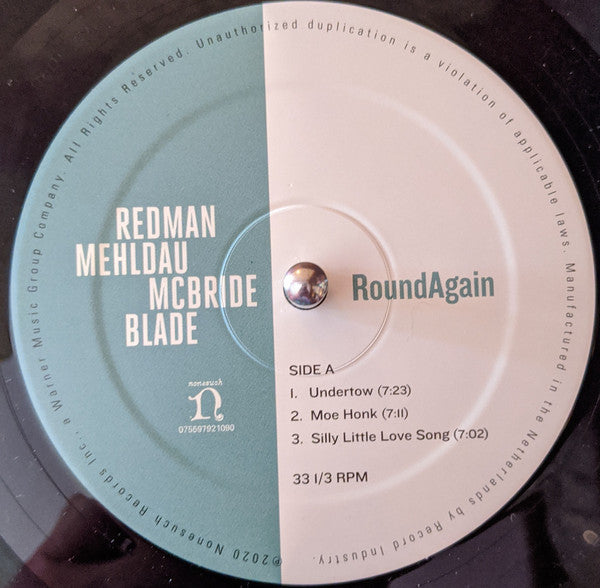 REDMAN
MEHLDAU
MCBRIDE
BLADE
nonesuch
n
075597921090
RoundAgain
SIDE A
1. Undertow (7:23)
2. Moe Honk (7:11)
3. Silly Little Love Song (7:02)
33 1/3 RPM
℗2020 Nonesuch Records Inc., a Warner Music Group Company. All Rights Reserved. Unauthorized duplication is a violation of applicable laws. Manufactured in the Netherlands by Record Industry.